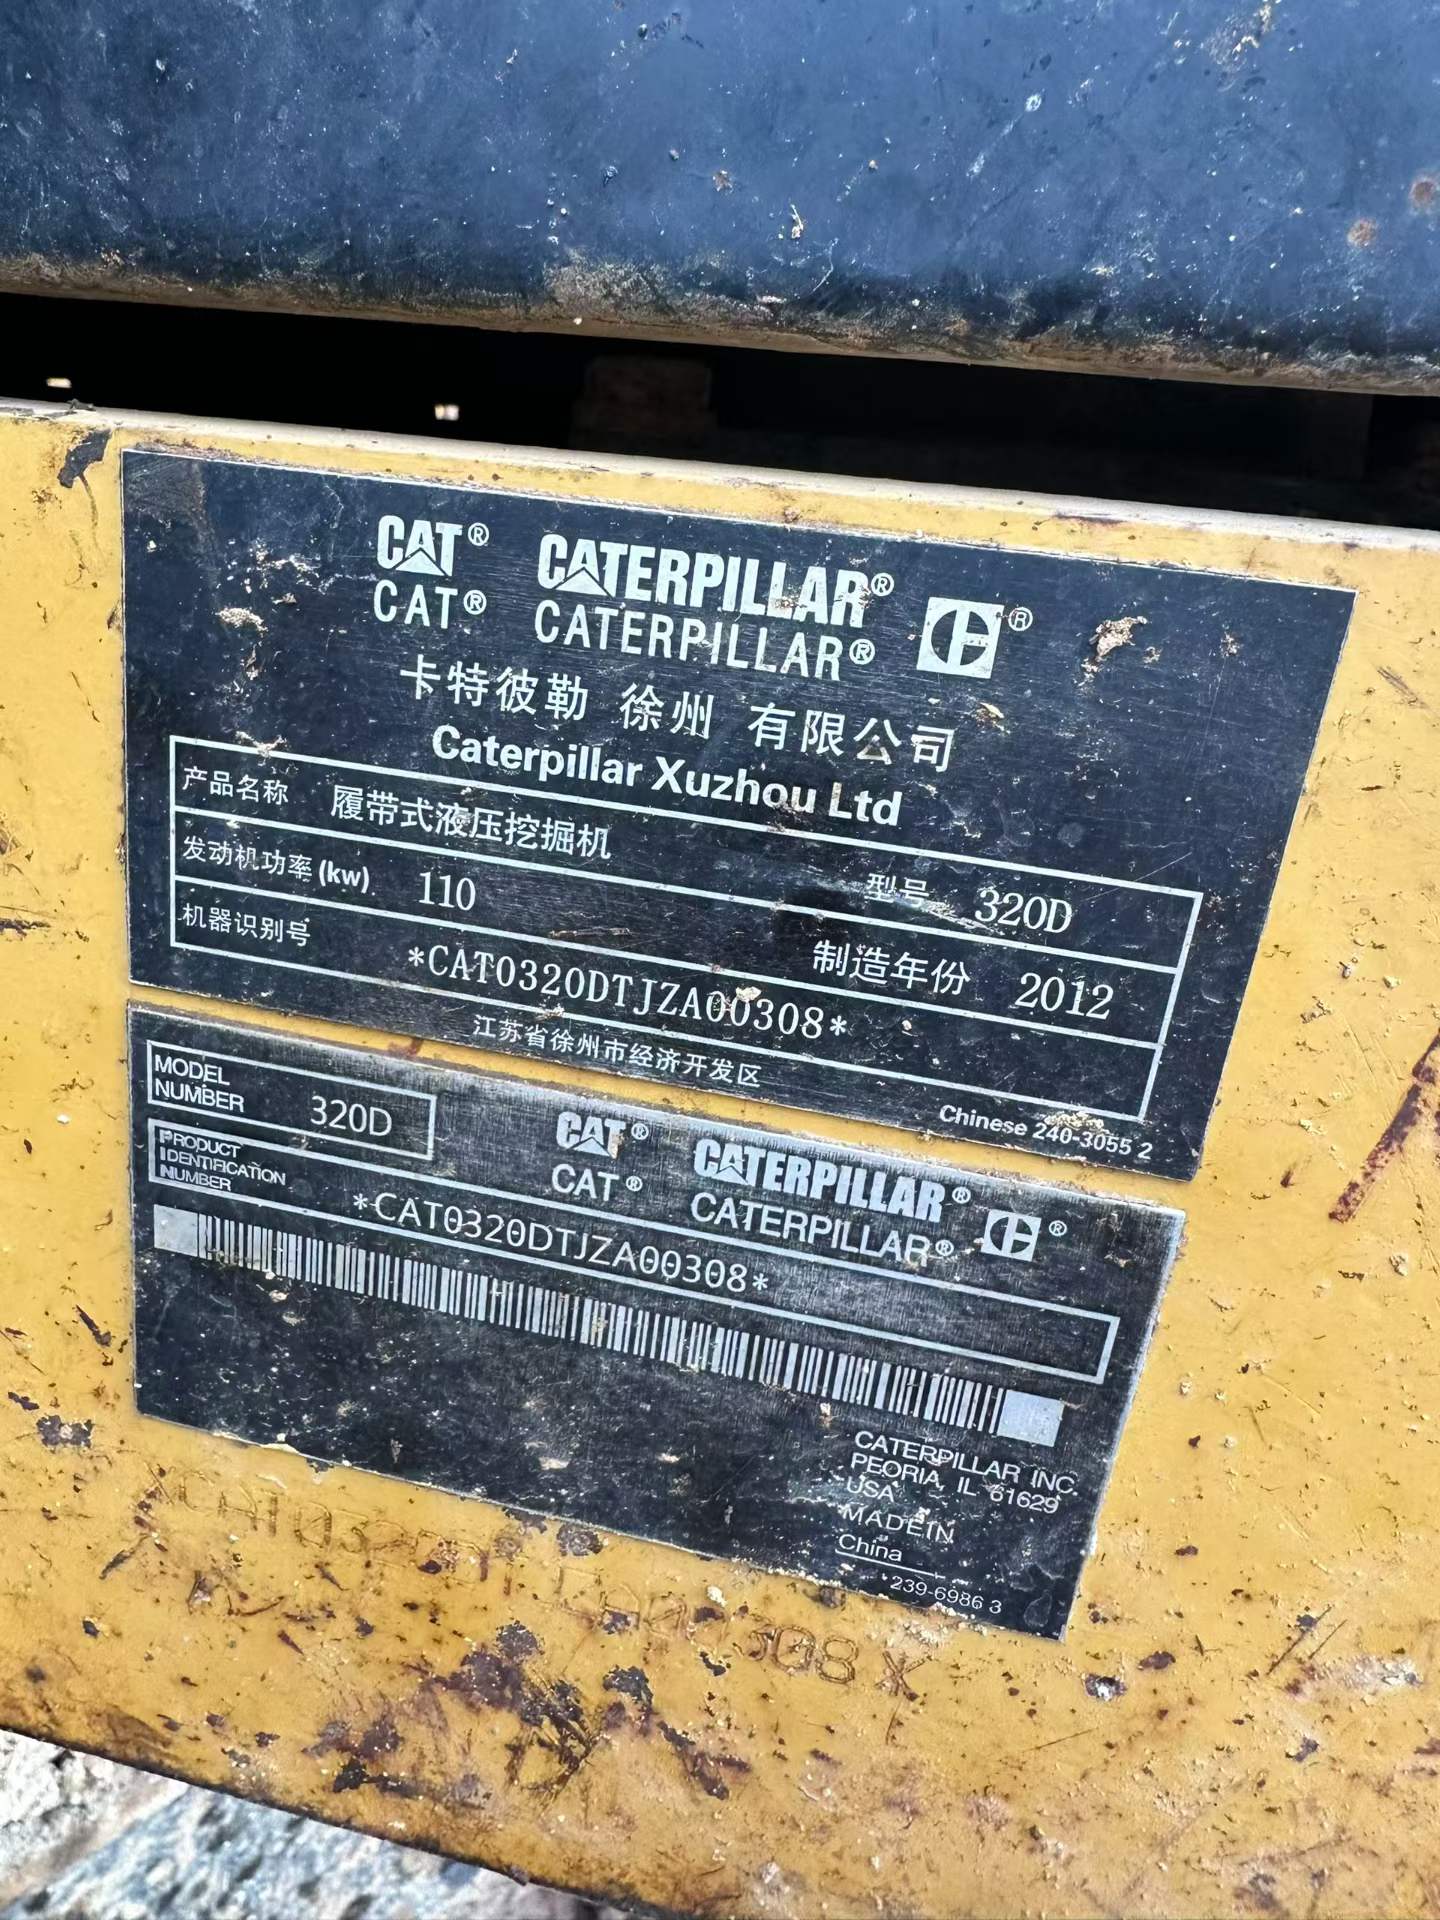 CAT® CATERPILLAR®
CAT® CATERPILLAR® ®
卡特彼勒 徐州 有限公司
Caterpillar Xuzhou Ltd
产品名称 履带式液压挖掘机 型号 320D
发动机功率(kw) 110 制造年份 2012
机器识别号 *CAT0320DTJZA00308*
江苏省徐州市经济开发区
Chinese 240-3055 2
MODEL
NUMBER 320D
CAT® CATERPILLAR®
CAT® CATERPILLAR® ®
PRODUCT
IDENTIFICATION
NUMBER
*CAT0320DTJZA00308*
CATERPILLAR INC.
PEORIA, IL 61629
USA
MADE IN
China
239-6986 3